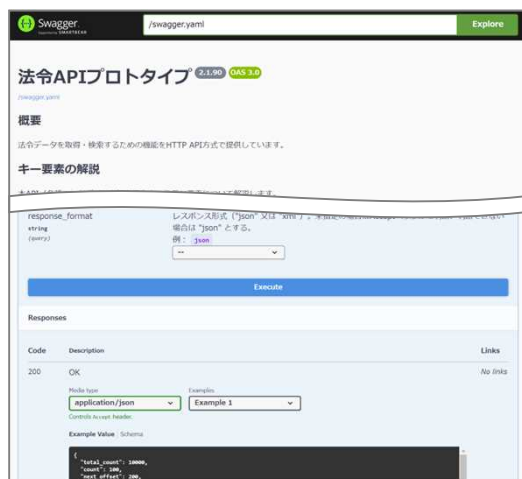 Swagger.
Supported by SMARTBEAR
/swagger.yaml
Explore
法令APIプロトタイプ 2.1.90 OAS 3.0
/swagger.yaml
概要
法令データを取得・検索するための機能をHTTP API方式で提供しています。
キー要素の解説
response_format
string
(query)
レスポンス形式（"json" 又は "xml"）。
場合は "json" とする。
例： json
--
Execute
Responses
Code Description Links
200 OK No links
Media type Examples
application/json Example 1
Controls Accept header.
Example Value Schema
{
"total_count": 10000,
"count": 100,
"next_offset": 200,